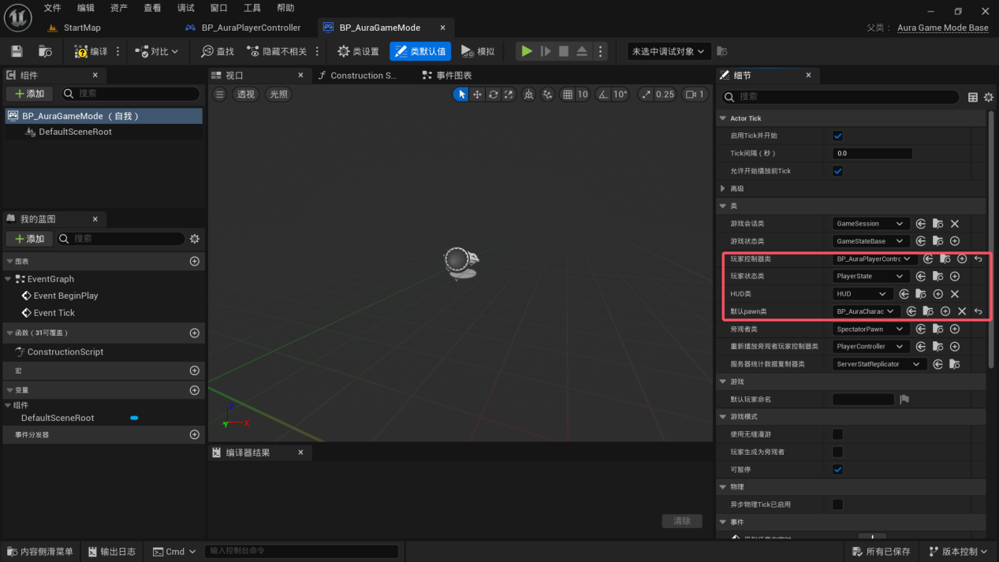 文件 编辑 资产 查看 调试 窗口 工具 帮助
StartMap BP_AuraPlayerController BP_AuraGameMode 父类： Aura Game Mode Base
编译 对比 查找 隐藏不相关 类设置 类默认值 模拟 未选中调试对象
组件
添加 搜索
BP_AuraGameMode （自我）
DefaultSceneRoot
我的蓝图
添加 搜索
图表
EventGraph
Event BeginPlay
Event Tick
函数（31可覆盖）
ConstructionScript
宏
变量
组件
DefaultSceneRoot
事件分发器
视口 Construction S... 事件图表
透视 光照 10 10° 0.25 1
Z
X
Y
编译器结果
清除
细节
搜索
Actor Tick
启用Tick并开始
Tick间隔（秒） 0.0
允许开始播放前Tick
高级
类
游戏会话类 GameSession
游戏状态类 GameStateBase
玩家控制器类 BP_AuraPlayerContrc
玩家状态类 PlayerState
HUD类 HUD
默认pawn类 BP_AuraCharac
旁观者类 SpectatorPawn
重新播放旁观者玩家控制器类 PlayerController
服务器统计数据复制器类 ServerStatReplicator
游戏
默认玩家命名
游戏模式
使用无缝漫游
玩家生成为旁观者
可暂停
物理
异步物理Tick已启用
事件
内容侧滑菜单 输出日志 Cmd 输入控制台命令 所有已保存 版本控制